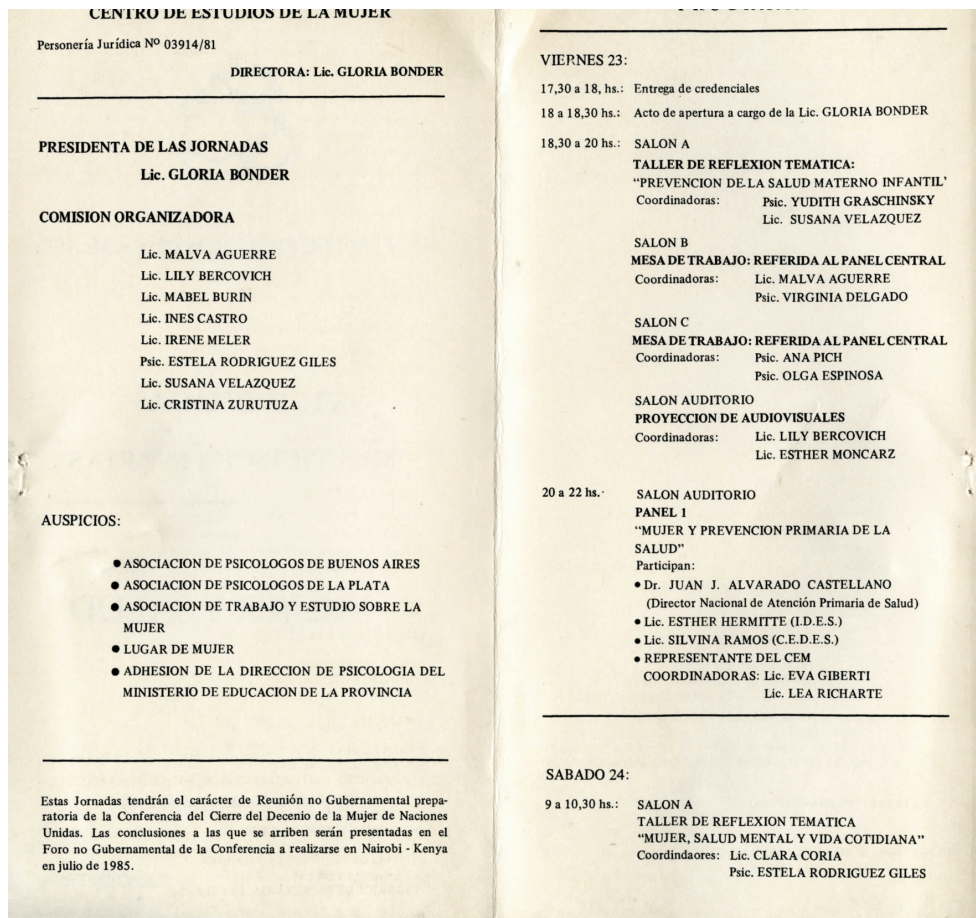 CENTRO DE ESTUDIOS DE LA MUJER
Personería Jurídica Nº 03914/81
DIRECTORA: Lic. GLORIA BONDER
PRESIDENTA DE LAS JORNADAS
Lic. GLORIA BONDER
COMISION ORGANIZADORA
Lic. MALVA AGUERRE
Lic. LILY BERCOVICH
Lic. MABEL BURIN
Lic. INES CASTRO
Lic. IRENE MELER
Psic. ESTELA RODRIGUEZ GILES
Lic. SUSANA VELAZQUEZ
Lic. CRISTINA ZURUTUZA
AUSPICIOS:
● ASOCIACION DE PSICOLOGOS DE BUENOS AIRES
● ASOCIACION DE PSICOLOGOS DE LA PLATA
● ASOCIACION DE TRABAJO Y ESTUDIO SOBRE LA
MUJER
● LUGAR DE MUJER
● ADHESION DE LA DIRECCION DE PSICOLOGIA DEL
MINISTERIO DE EDUCACION DE LA PROVINCIA
Estas Jornadas tendrán el carácter de Reunión no Gubernamental prepa-
ratoria de la Conferencia del Cierre del Decenio de la Mujer de Naciones
Unidas. Las conclusiones a las que se arriben serán presentadas en el
Foro no Gubernamental de la Conferencia a realizarse en Nairobi - Kenya
en julio de 1985.
VIERNES 23:
17,30 a 18, hs.: Entrega de credenciales
18 a 18,30 hs.: Acto de apertura a cargo de la Lic. GLORIA BONDER
18,30 a 20 hs.: SALON A
TALLER DE REFLEXION TEMATICA:
“PREVENCION DE LA SALUD MATERNO INFANTIL’
Coordinadoras: Psic. YUDITH GRASCHINSKY
Lic. SUSANA VELAZQUEZ
SALON B
MESA DE TRABAJO: REFERIDA AL PANEL CENTRAL
Coordinadoras: Lic. MALVA AGUERRE
Psic. VIRGINIA DELGADO
SALON C
MESA DE TRABAJO: REFERIDA AL PANEL CENTRAL
Coordinadoras: Psic. ANA PICH
Psic. OLGA ESPINOSA
SALON AUDITORIO
PROYECCION DE AUDIOVISUALES
Coordinadoras: Lic. LILY BERCOVICH
Lic. ESTHER MONCARZ
20 a 22 hs. SALON AUDITORIO
PANEL 1
“MUJER Y PREVENCION PRIMARIA DE LA
SALUD”
Participan:
● Dr. JUAN J. ALVARADO CASTELLANO
(Director Nacional de Atención Primaria de Salud)
● Lic. ESTHER HERMITTE (I.D.E.S.)
● Lic. SILVINA RAMOS (C.E.D.E.S.)
● REPRESENTANTE DEL CEM
COORDINADORAS: Lic. EVA GIBERTI
Lic. LEA RICHARTE
SABADO 24:
9 a 10,30 hs.: SALON A
TALLER DE REFLEXION TEMATICA
“MUJER, SALUD MENTAL Y VIDA COTIDIANA”
Coordindaores: Lic. CLARA CORIA
Psic. ESTELA RODRIGUEZ GILES